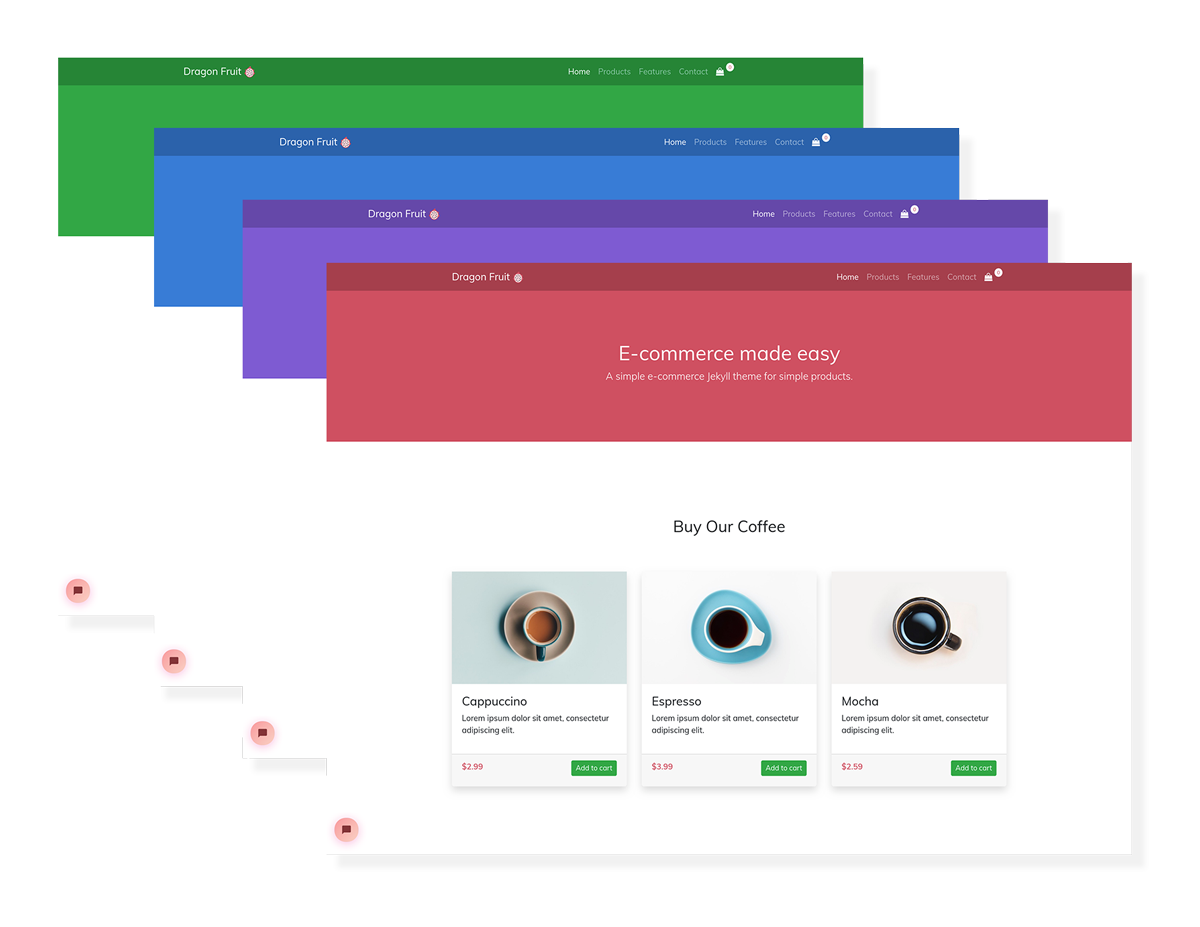 Dragon Fruit
Home Products Features Contact 0
Dragon Fruit
Home Products Features Contact 0
Dragon Fruit
Home Products Features Contact 0
Dragon Fruit
Home Products Features Contact 0
E-commerce made easy
A simple e-commerce Jekyll theme for simple products.
Buy Our Coffee
Cappuccino
Lorem ipsum dolor sit amet, consectetur
adipiscing elit.
$2.99 Add to cart
Espresso
Lorem ipsum dolor sit amet, consectetur
adipiscing elit.
$3.99 Add to cart
Mocha
Lorem ipsum dolor sit amet, consectetur
adipiscing elit.
$2.59 Add to cart